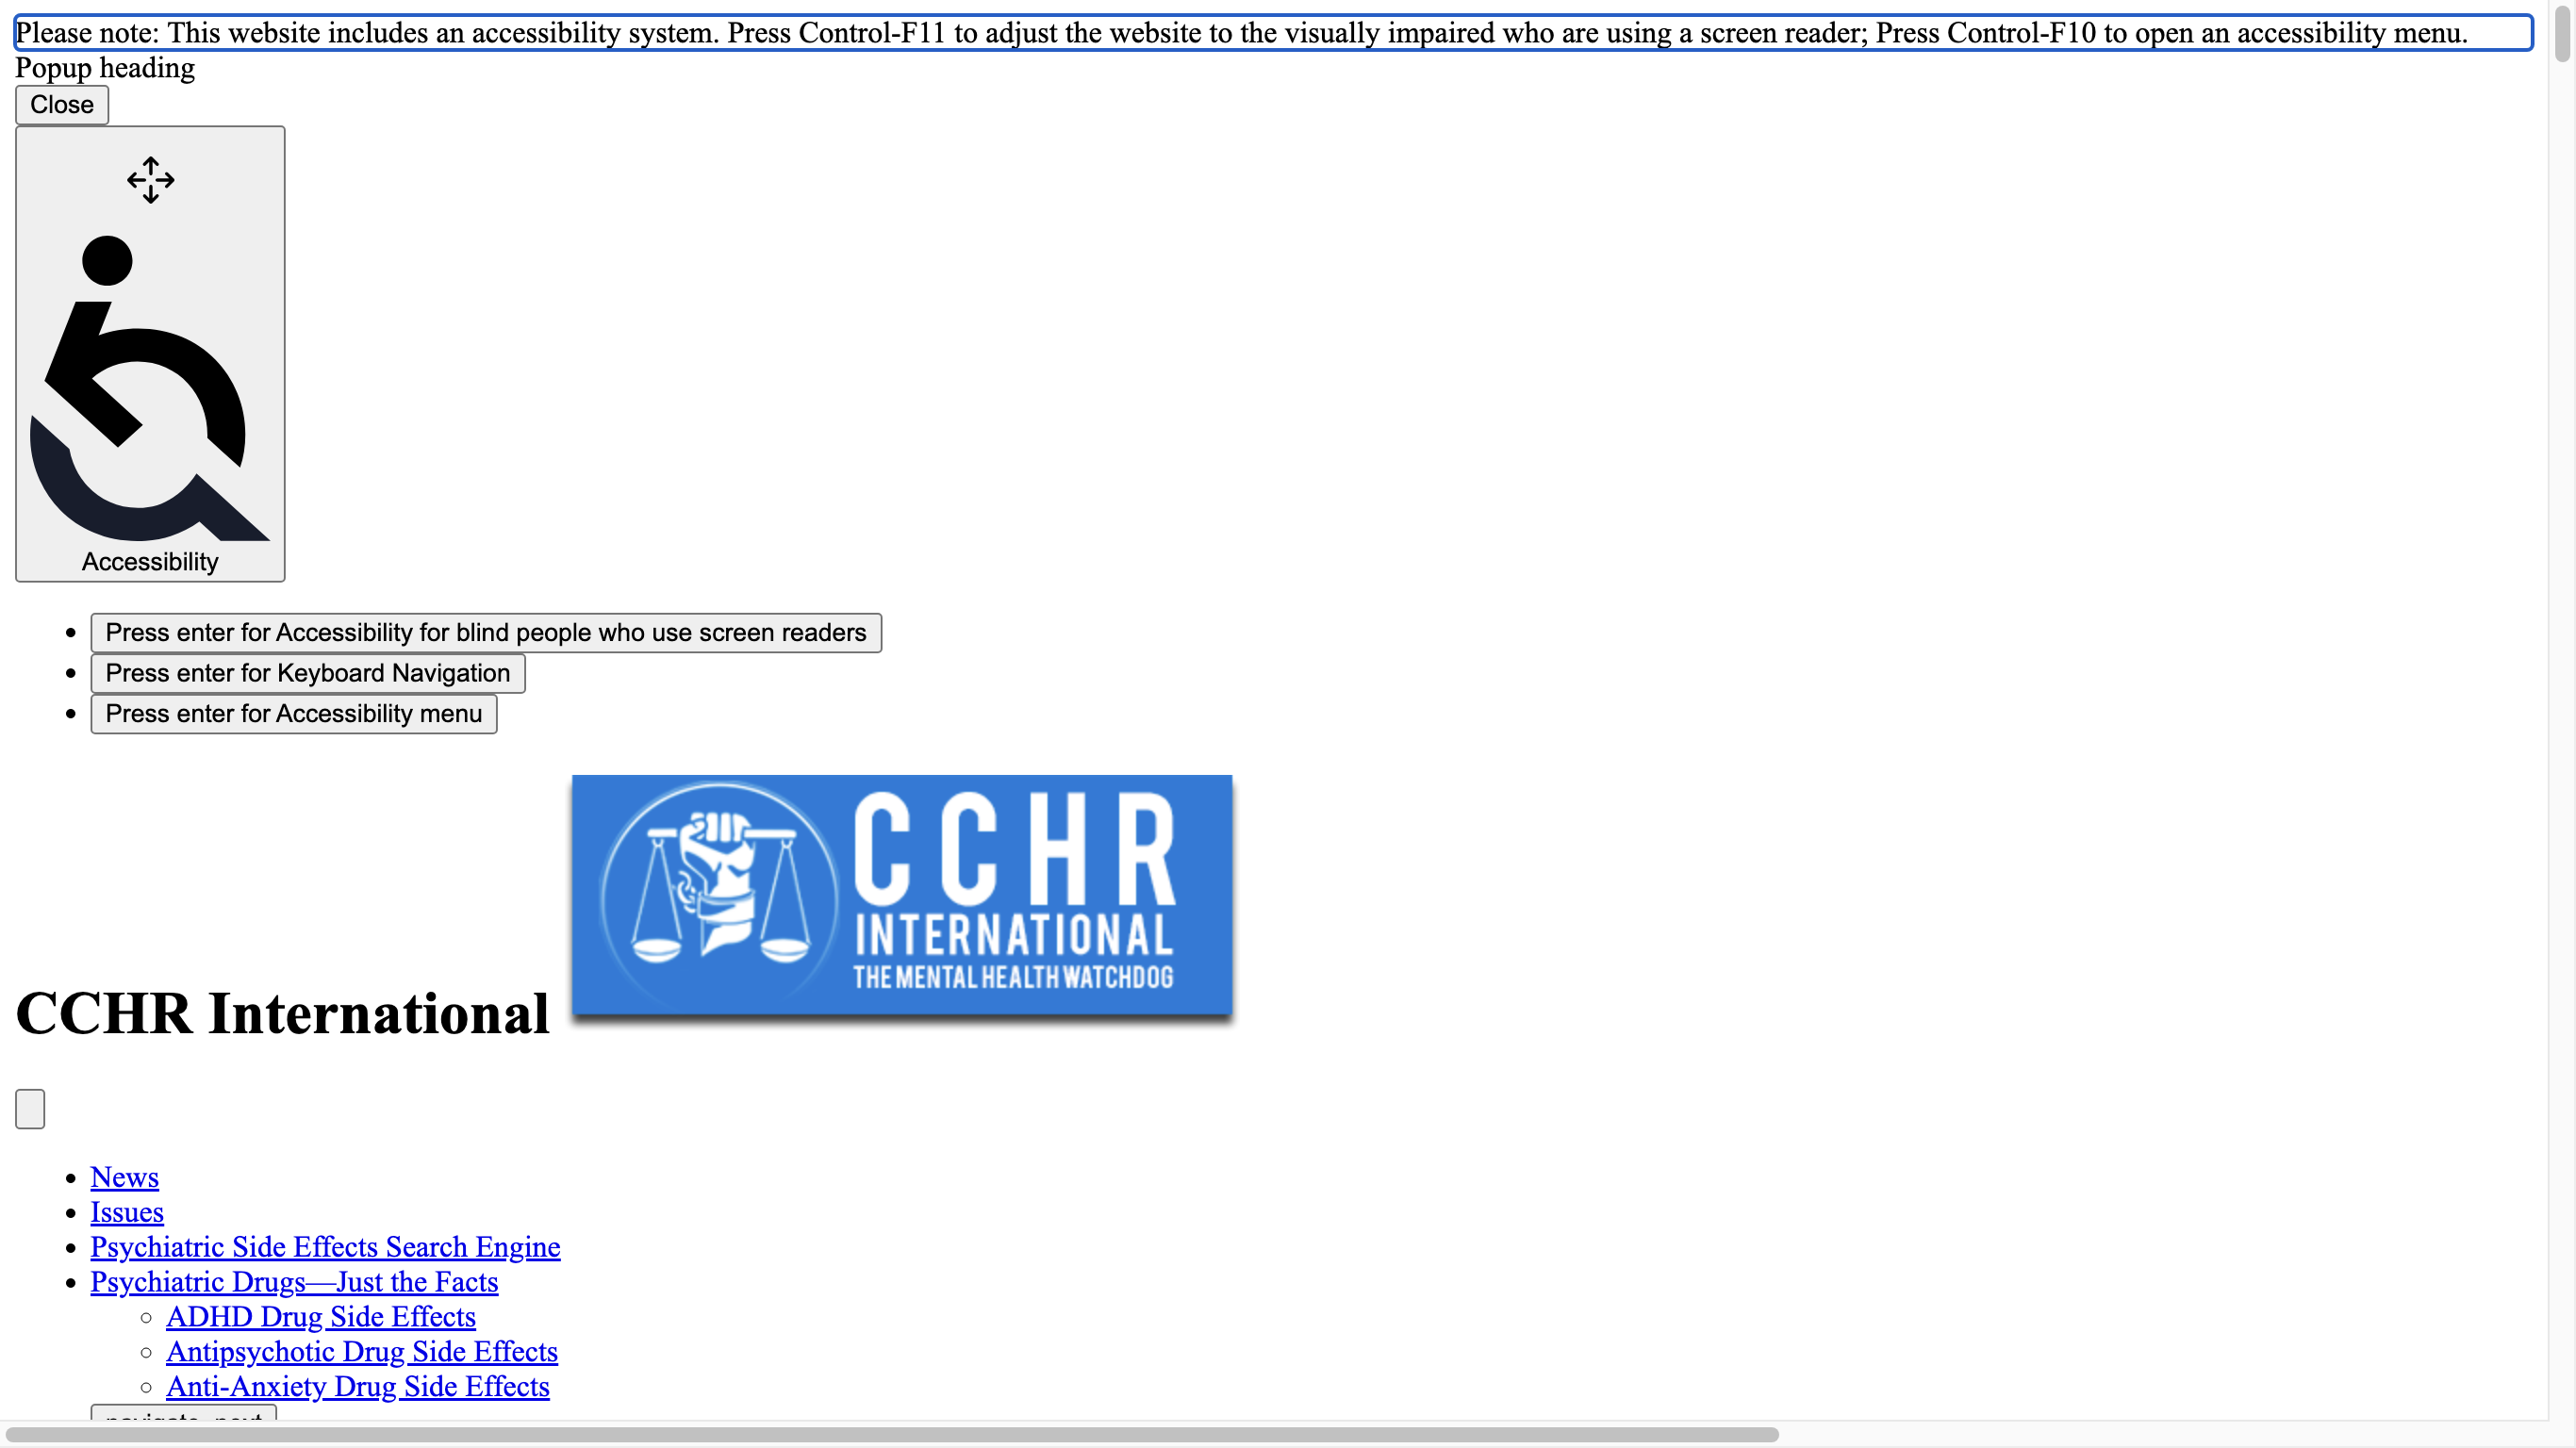 Please note: This website includes an accessibility system. Press Control-F11 to adjust the website to the visually impaired who are using a screen reader; Press Control-F10 to open an accessibility menu.
Popup heading
Close
Accessibility
Press enter for Accessibility for blind people who use screen readers
Press enter for Keyboard Navigation
Press enter for Accessibility menu
CCHR
INTERNATIONAL
THE MENTAL HEALTH WATCHDOG
CCHR International
News
Issues
Psychiatric Side Effects Search Engine
Psychiatric Drugs—Just the Facts
ADHD Drug Side Effects
Antipsychotic Drug Side Effects
Anti-Anxiety Drug Side Effects